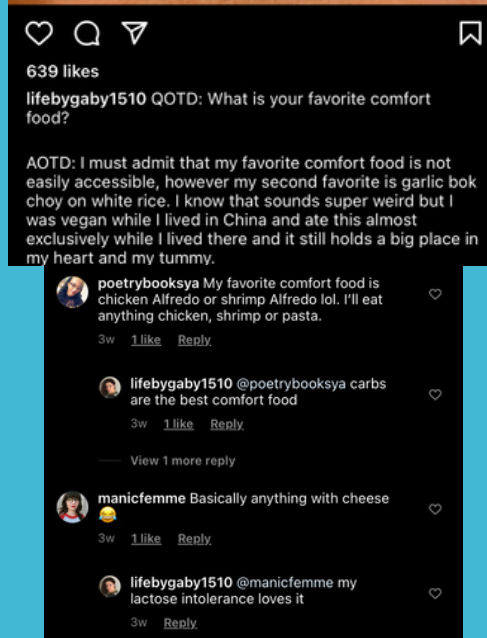 639 likes
lifebygaby1510 QOTD: What is your favorite comfort
food?
AOTD: I must admit that my favorite comfort food is not
easily accessible, however my second favorite is garlic bok
choy on white rice. I know that sounds super weird but I
was vegan while I lived in China and ate this almost
exclusively while I lived there and it still holds a big place in
my heart and my tummy.
poetrybooksya My favorite comfort food is
chicken Alfredo or shrimp Alfredo lol. I’ll eat
anything chicken, shrimp or pasta.
3w 1 like Reply
lifebygaby1510 @poetrybooksya carbs
are the best comfort food
3w 1 like Reply
View 1 more reply
manicfemme Basically anything with cheese
😂
3w 1 like Reply
lifebygaby1510 @manicfemme my
lactose intolerance loves it
3w Reply